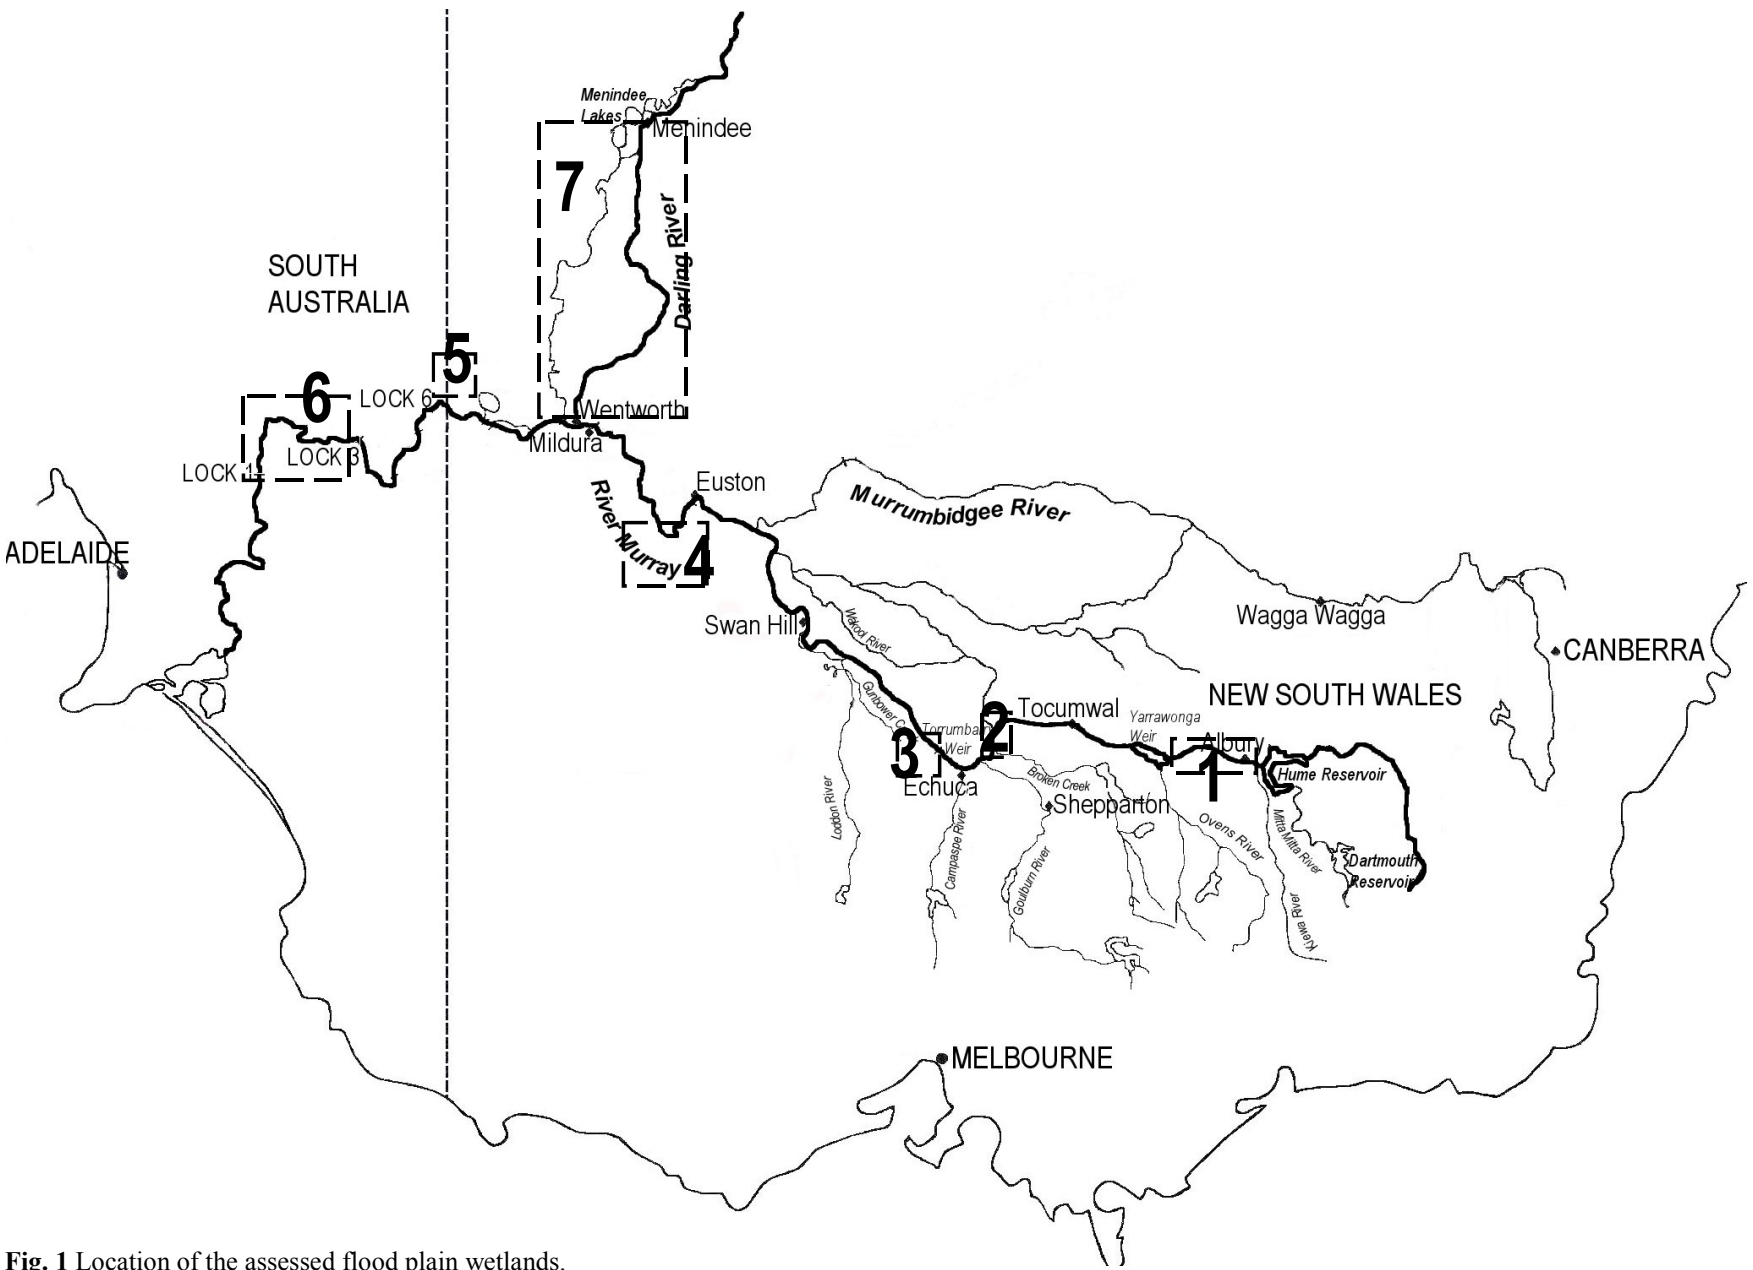 Menindee
Lakes
Menindee
7
Darling River
SOUTH
AUSTRALIA
5
6
LOCK 6
Wentworth
Mildura
LOCK 3
LOCK 1
Euston
River Murray
4
Murrumbidgee River
ADELAIDE
Wagga Wagga
Swan Hill
Wakool River
CANBERRA
NEW SOUTH WALES
Gunbower C
2
Tocumwal
Yarrawonga
Weir
Torrumbarry
Weir
3
Albury
1
Echuca
Broken Creek
Hume Reservoir
Shepparton
Loddon River
Campaspe River
Goulburn River
Ovens River
Mitta Mitta River
Dartmouth
Reservoir
Kiewa River
MELBOURNE
Fig. 1 Location of the assessed flood plain wetlands.